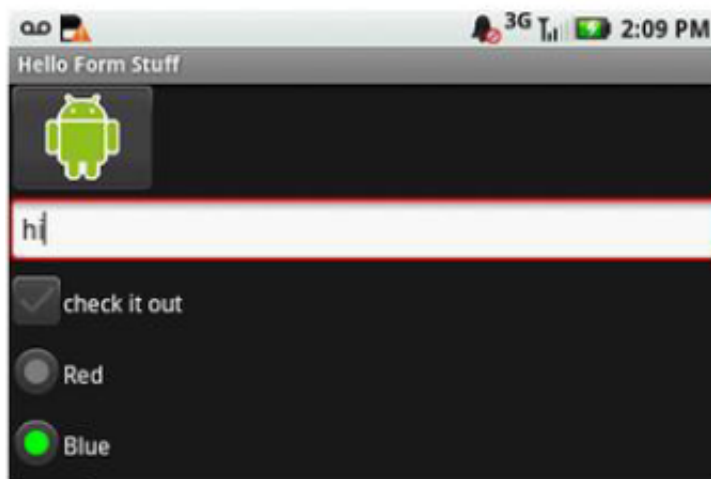 3G 2:09 PM
Hello Form Stuff
hi
check it out
Red
Blue